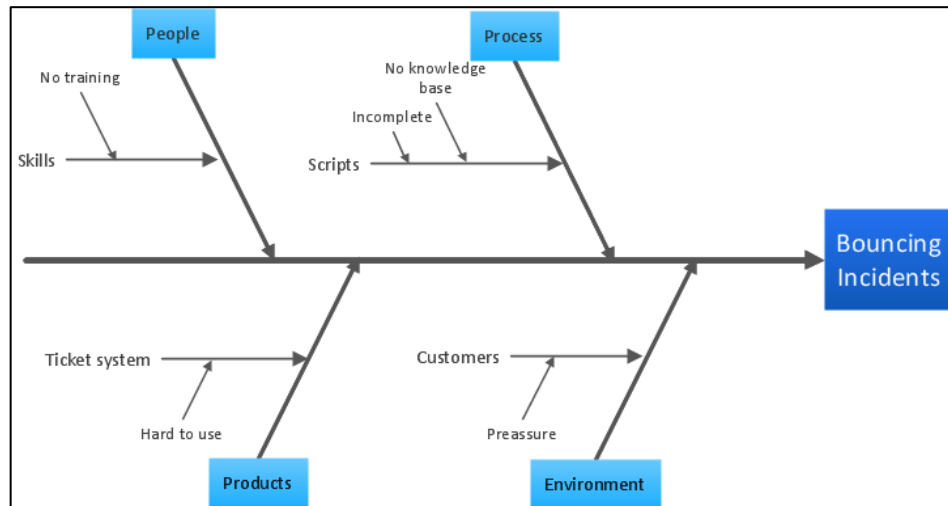 People
Process
No training
No knowledge
base
Incomplete
Skills
Scripts
Bouncing
Incidents
Ticket system
Customers
Hard to use
Preassure
Products
Environment